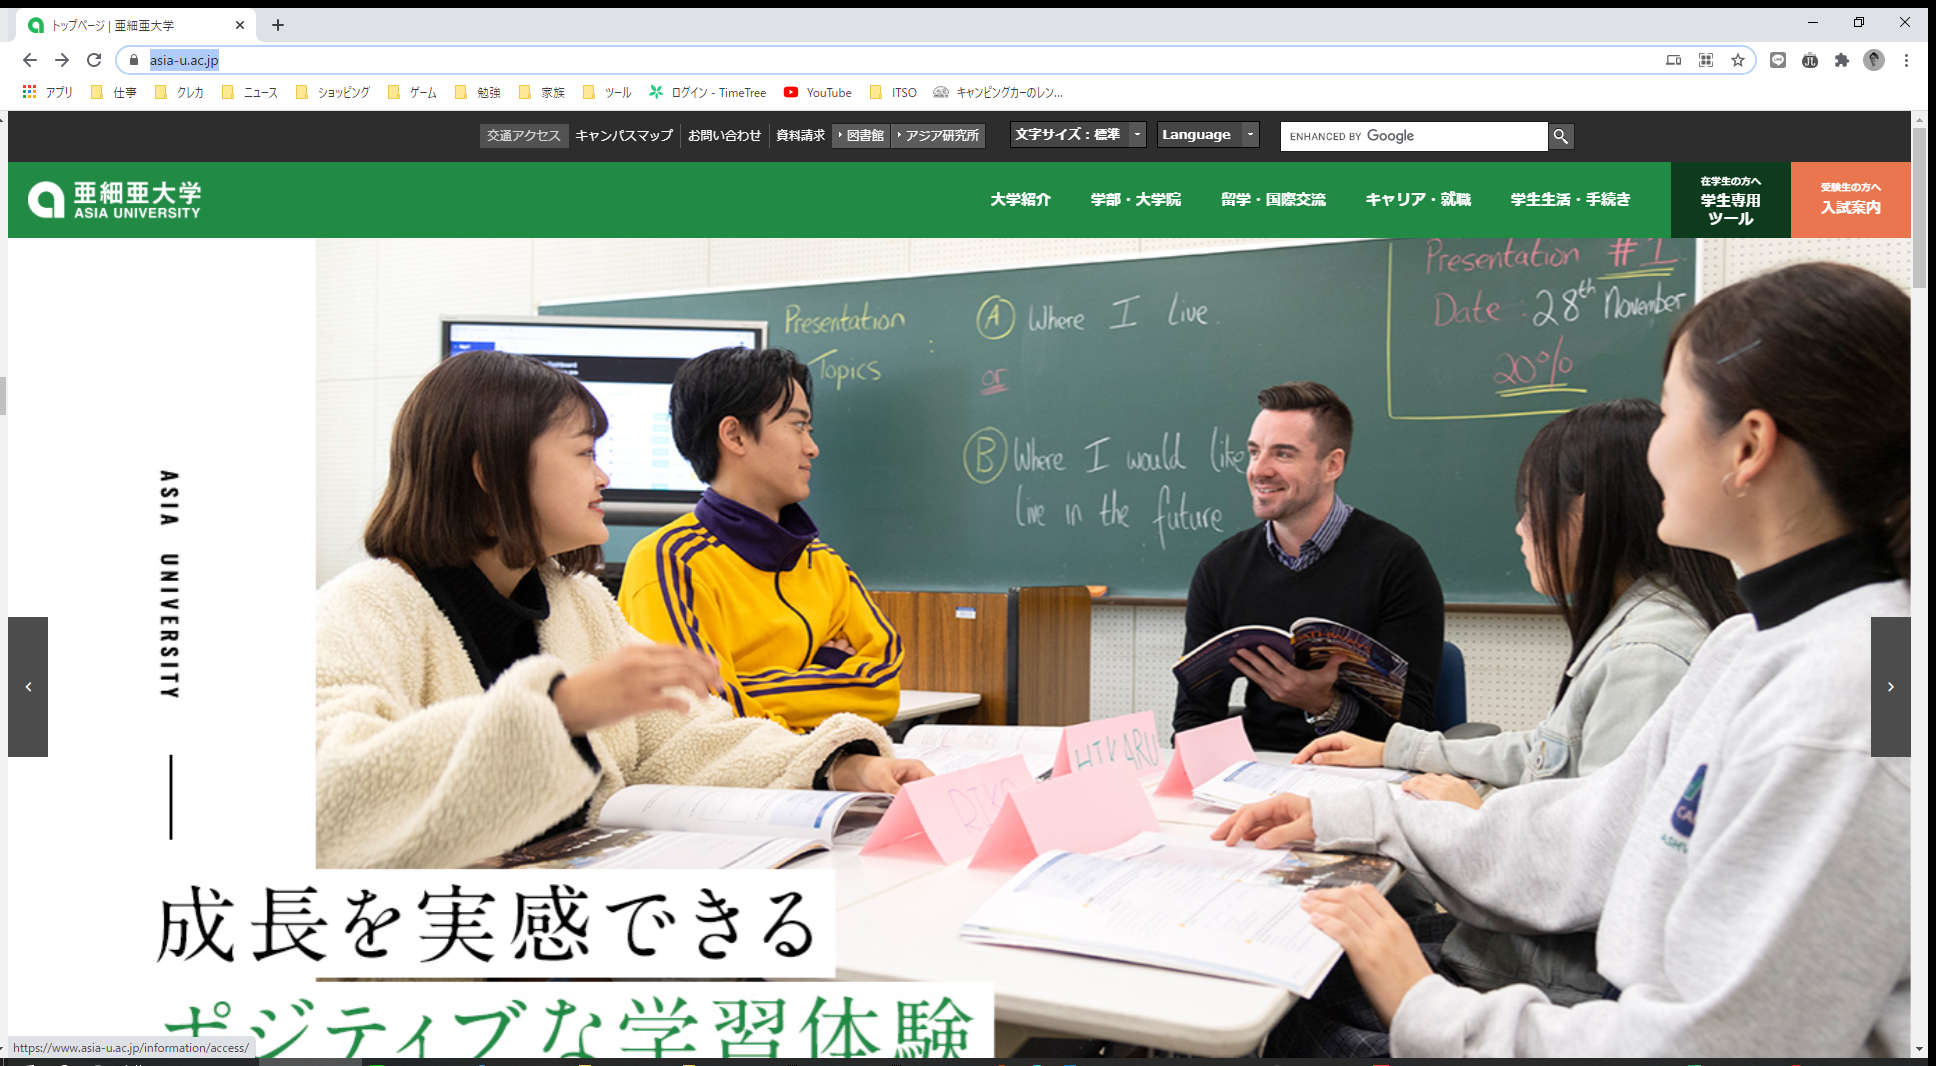 トップページ | 亜細亜大学
asia-u.ac.jp
アプリ 仕事 クレカ ニュース ショッピング ゲーム 勉強 家族 ツール ログイン - TimeTree YouTube ITSO キャンピングカーのレン...
交通アクセス キャンパスマップ お問い合わせ 資料請求 図書館 アジア研究所 文字サイズ：標準 Language ENHANCED BY Google
亜細亜大学
ASIA UNIVERSITY
大学紹介 学部・大学院 留学・国際交流 キャリア・就職 学生生活・手続き
在学生の方へ
学生専用
ツール
受験生の方へ
入試案内
Presentation
Topics :
A Where I live.
or
B Where I would like
live in the future
Presentation #1
Date : 28th November
20%
HIKARU
ASIA UNIVERSITY
成長を実感できる
ポジティブな学習体験
https://www.asia-u.ac.jp/information/access/